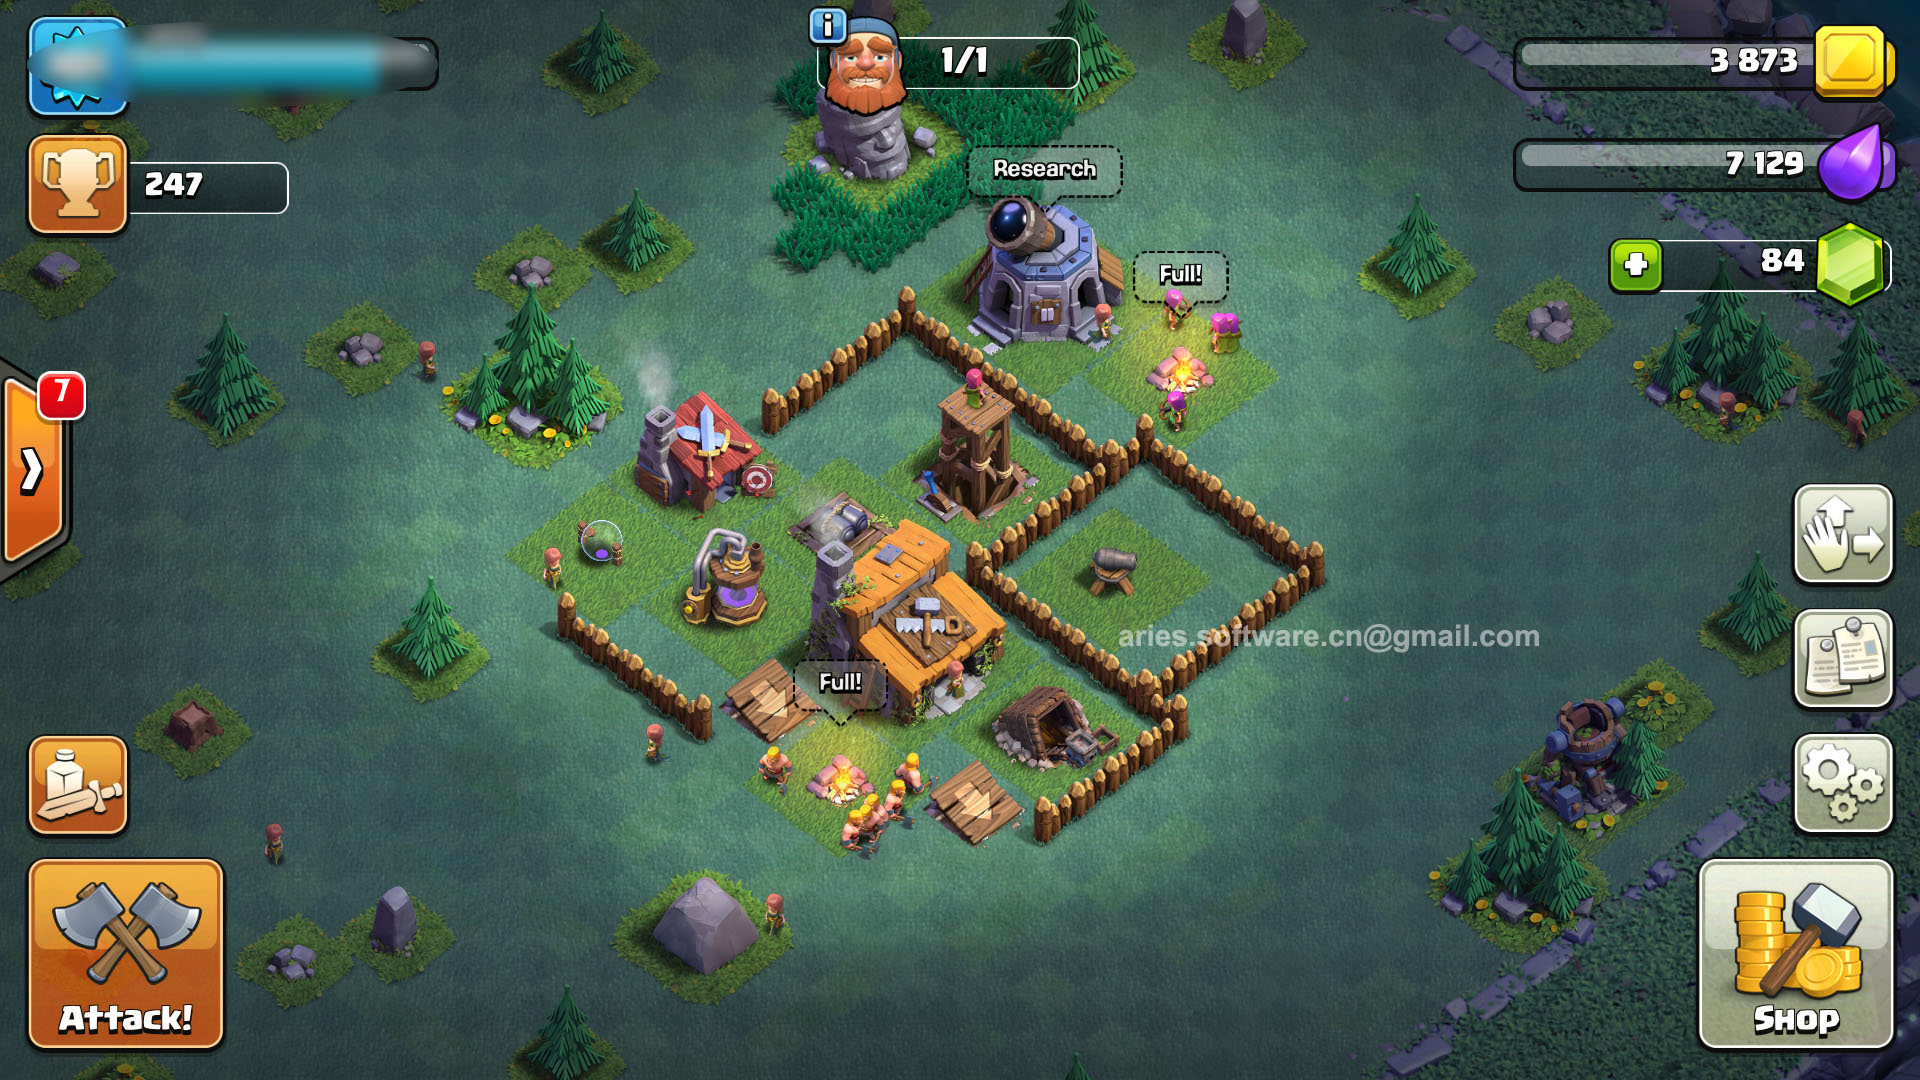 i
1/1
3 873
Research
7 129
247
Full!
84
7
aries.software.cn@gmail.com
Full!
Attack!
Shop